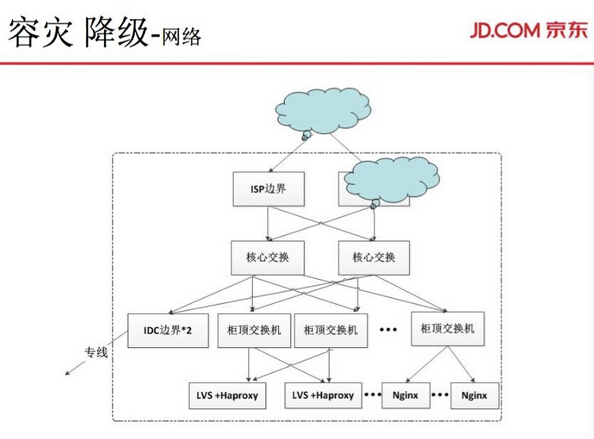 容灾 降级-网络
JD.COM 京东
ISP边界
核心交换
核心交换
IDC边界*2
柜顶交换机
柜顶交换机
柜顶交换机
专线
LVS +Haproxy
LVS +Haproxy
Nginx
Nginx